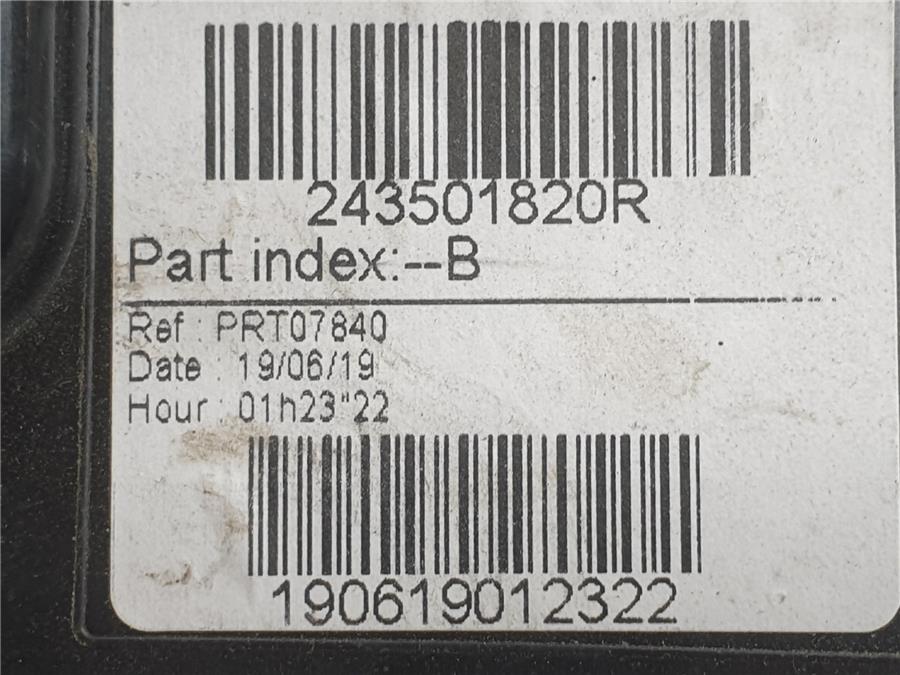 243501820R
Part index:--B
Ref : PRT07840
Date : 19/06/19
Hour : 01h23"22
190619012322